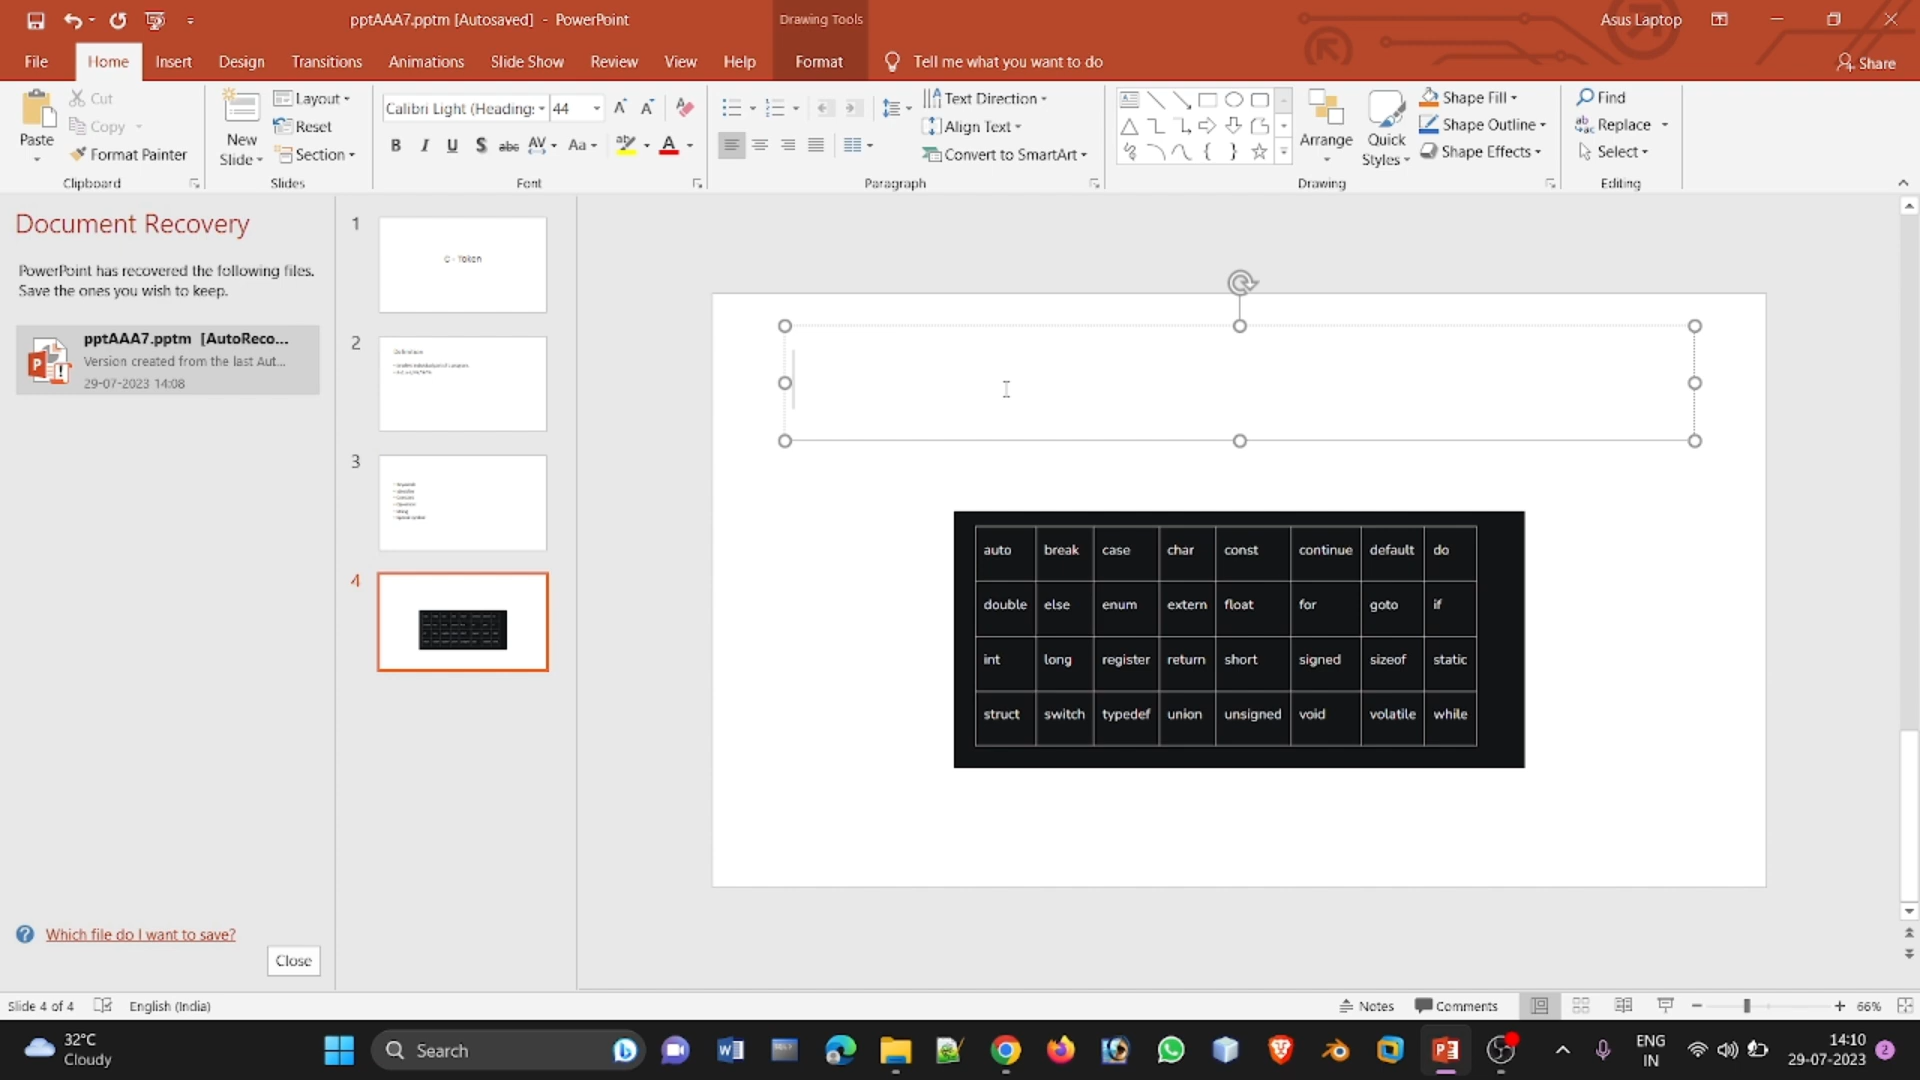 pptAAA7.pptm [Autosaved] - PowerPoint
Drawing Tools
Asus Laptop
File Home Insert Design Transitions Animations Slide Show Review View Help Format Tell me what you want to do Share
Paste
Cut
Copy
Format Painter
Clipboard
New Slide
Layout
Reset
Section
Slides
Calibri Light (Heading: 44
B I U S abc AV Aa A
Font
Text Direction
Align Text
Convert to SmartArt
Paragraph
Arrange
Quick Styles
Shape Fill
Shape Outline
Shape Effects
Drawing
Find
Replace
Select
Editing
Document Recovery
PowerPoint has recovered the following files.
Save the ones you wish to keep.
pptAAA7.pptm [AutoReco...
Version created from the last Aut...
29-07-2023 14:08
Which file do I want to save?
Close
1
C - Token
2
Definition
3
4
auto break case char const continue default do
double else enum extern float for goto if
int long register return short signed sizeof static
struct switch typedef union unsigned void volatile while
Slide 4 of 4 English (India) Notes Comments 66%
32°C
Cloudy
Search
ENG
IN
14:10
29-07-2023
2